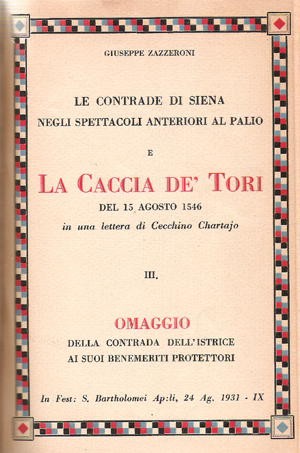 GIUSEPPE ZAZZERONI
LE CONTRADE DI SIENA
NEGLI SPETTACOLI ANTERIORI AL PALIO
E
LA CACCIA DE' TORI
DEL 15 AGOSTO 1546
in una lettera di Cecchino Chartajo
III.
OMAGGIO
DELLA CONTRADA DELL'ISTRICE
AI SUOI BENEMERITI PROTETTORI
In Fest: S. Bartholomei Ap:li, 24 Ag. 1931 - IX